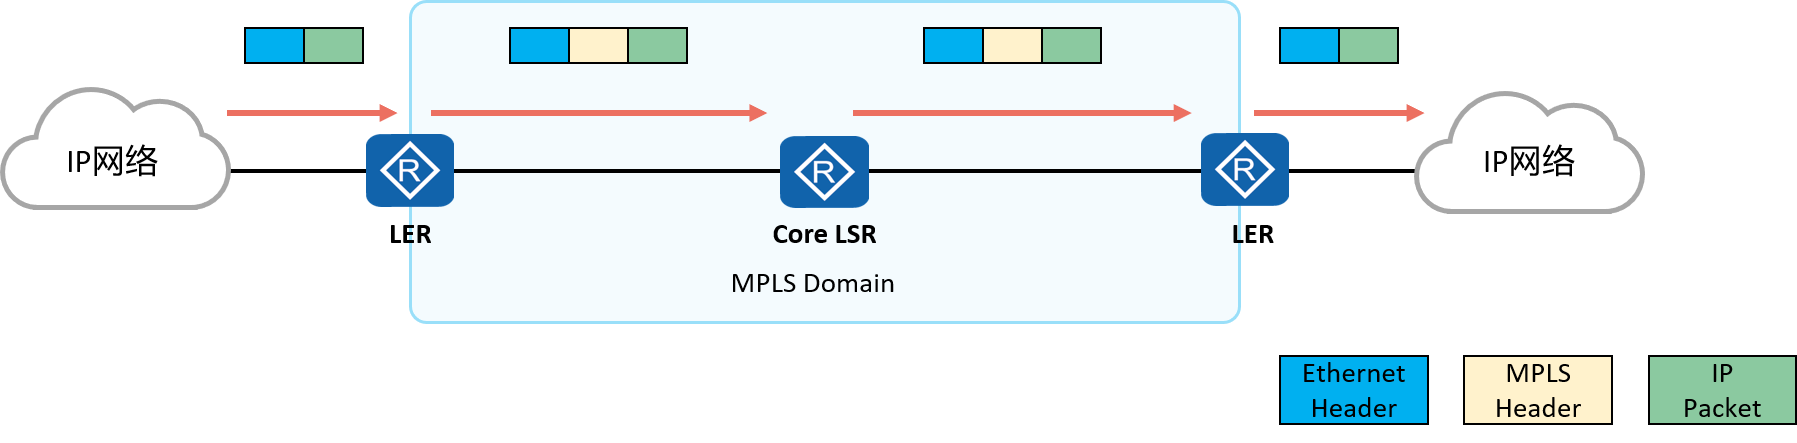 IP网络
R
R
R
IP网络
LER
Core LSR
LER
MPLS Domain
Ethernet
Header
MPLS
Header
IP
Packet